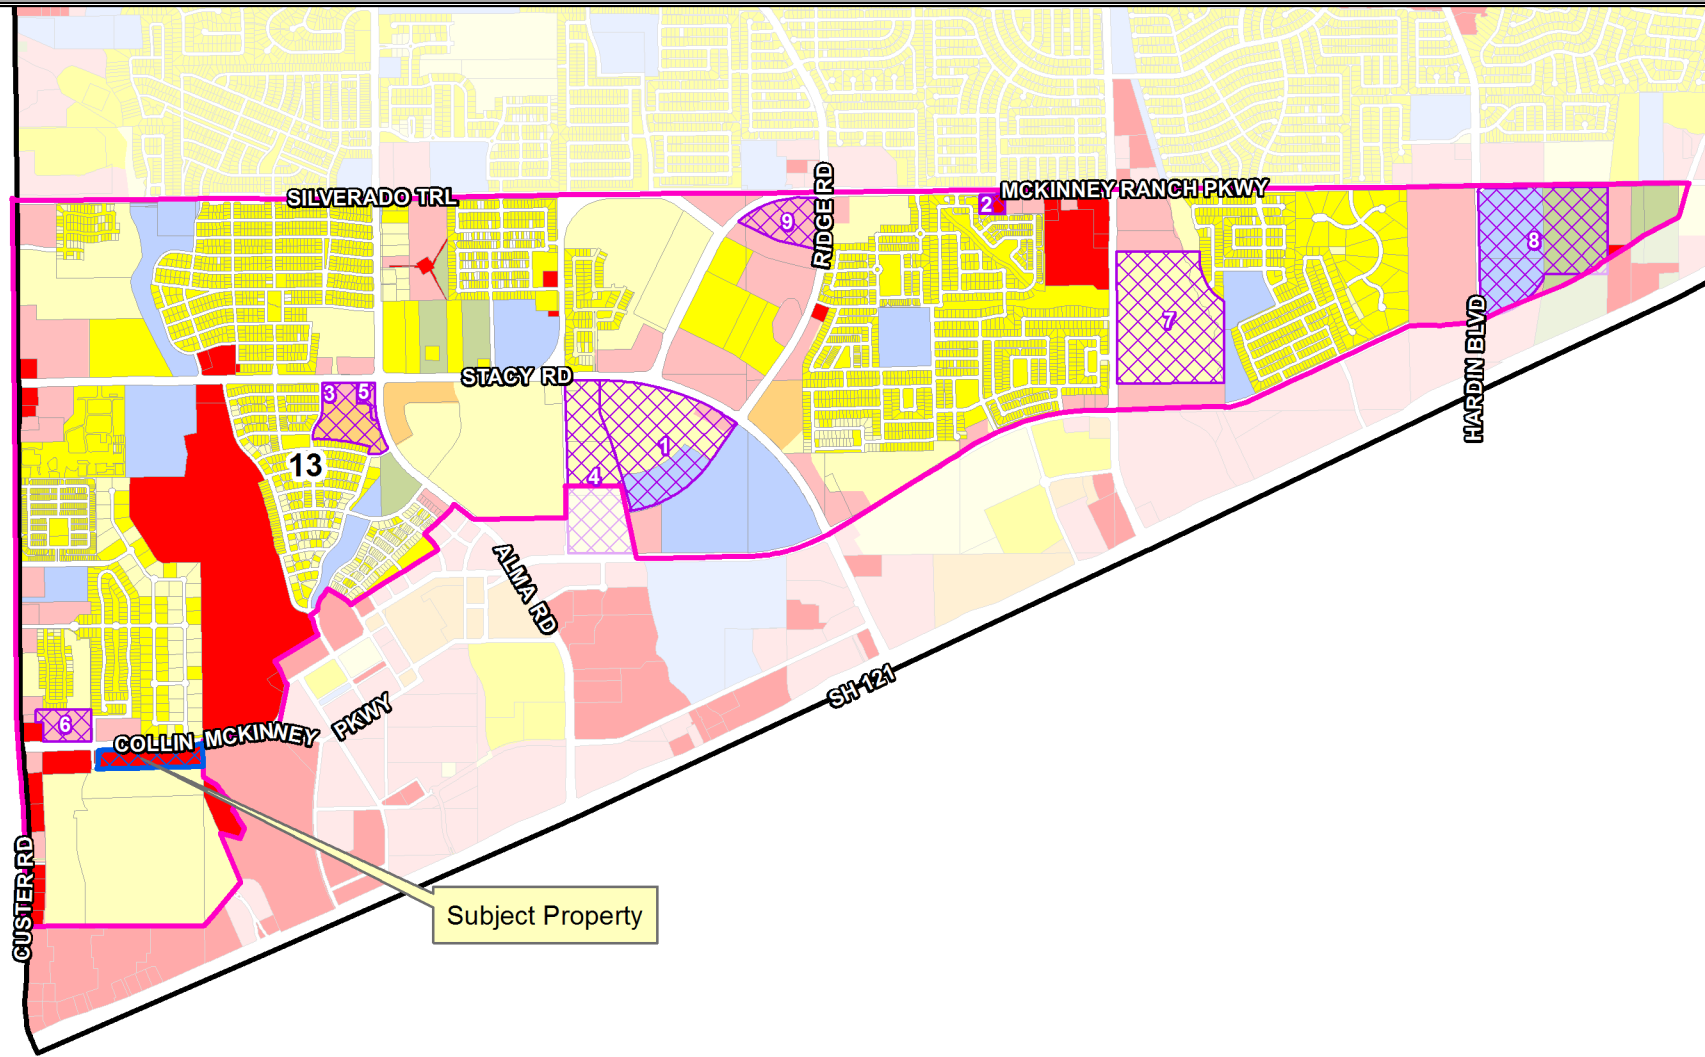 SILVERADO TRL
RIDGE RD
MCKINNEY RANCH PKWY
2
9
8
7
HARDIN BLVD
STACY RD
3
5
1
4
13
ALMA RD
SH 121
6
COLLIN MCKINNEY PKWY
CUSTER RD
Subject Property